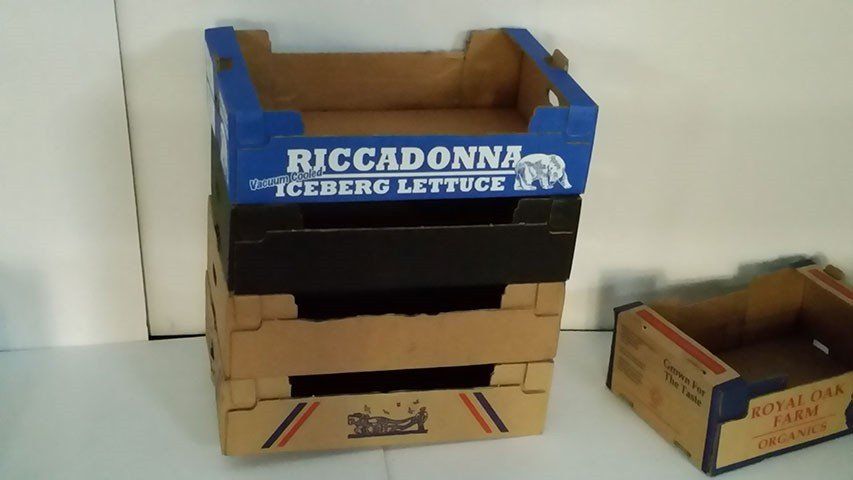 RICCADONNA
Vacuum Cooled
ICEBERG LETTUCE
Grown For
The Taste
ROYAL OAK
FARM
ORGANICS